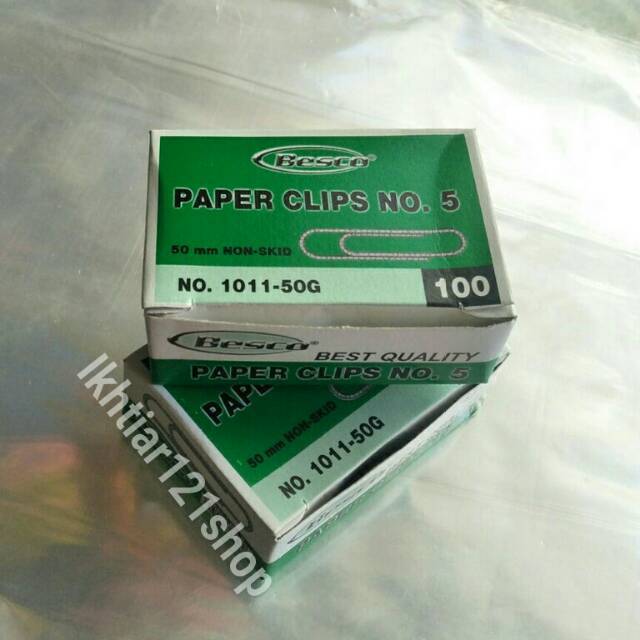 Besco®
PAPER CLIPS NO. 5
50 mm NON-SKID
NO. 1011-50G
100
Besco®
BEST QUALITY
PAPER CLIPS NO. 5
PAPER
50 mm NON-SKID
NO. 1011-50G
Ikhtiar121shop